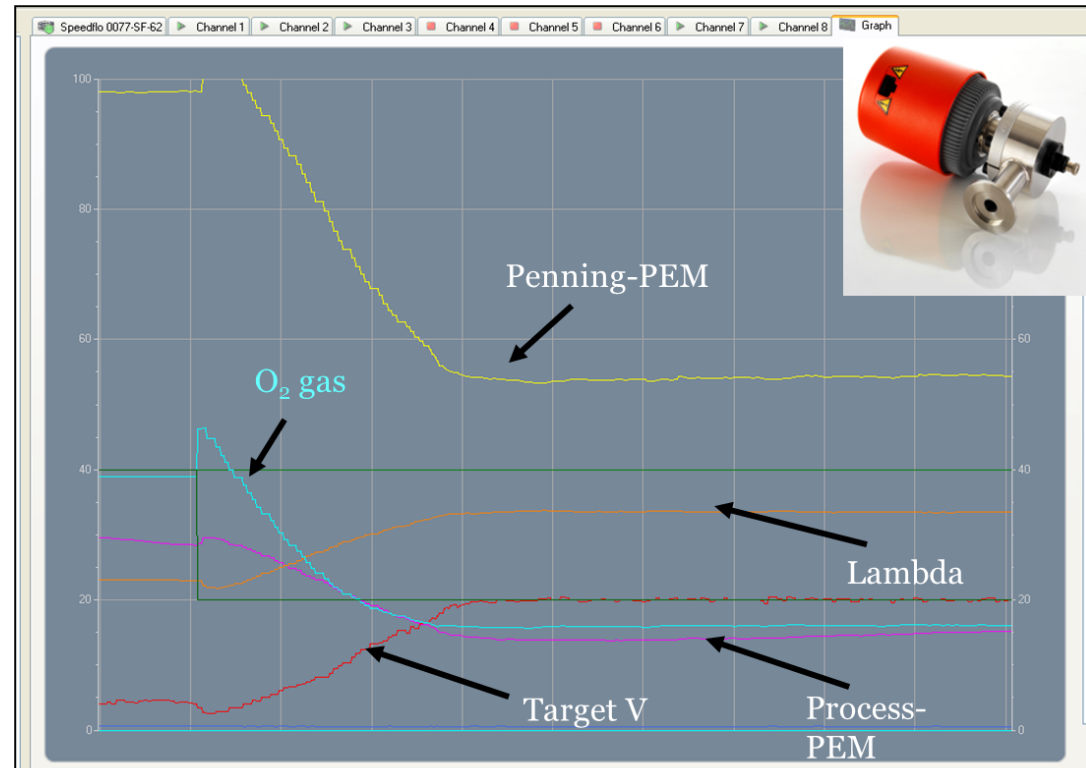 Speedflo 0077-SF-62 Channel 1 Channel 2 Channel 3 Channel 4 Channel 5 Channel 6 Channel 7 Channel 8 Graph
100
80
Penning-PEM
60 60
O₂ gas
40 40
Lambda
20 20
Target V
Process-
PEM
0 0